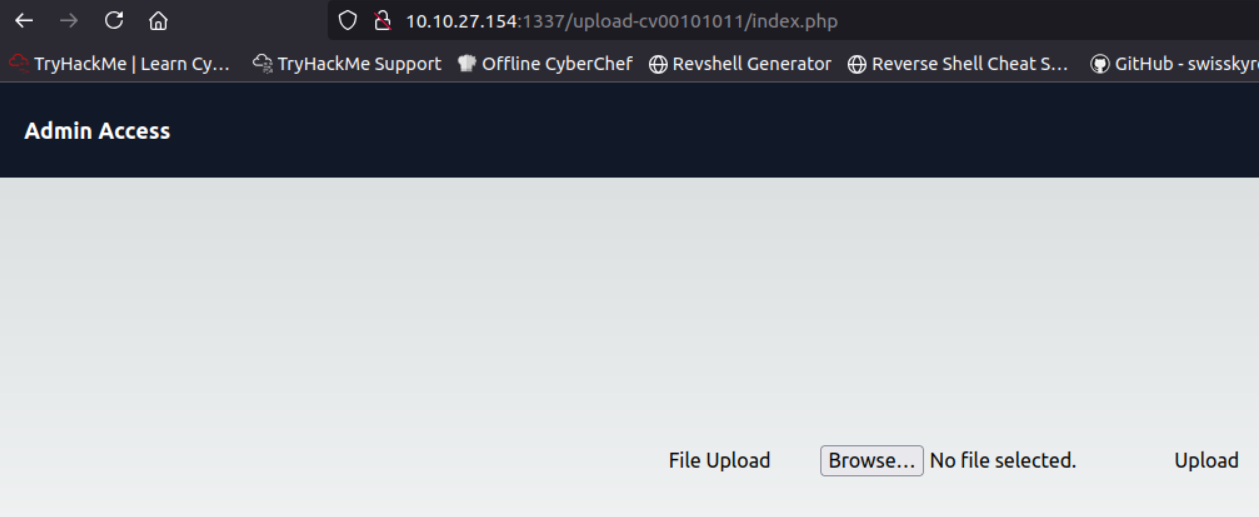 10.10.27.154:1337/upload-cv00101011/index.php
TryHackMe | Learn Cy… TryHackMe Support Offline CyberChef Revshell Generator Reverse Shell Cheat S… GitHub - swisskyr
Admin Access
File Upload Browse… No file selected. Upload